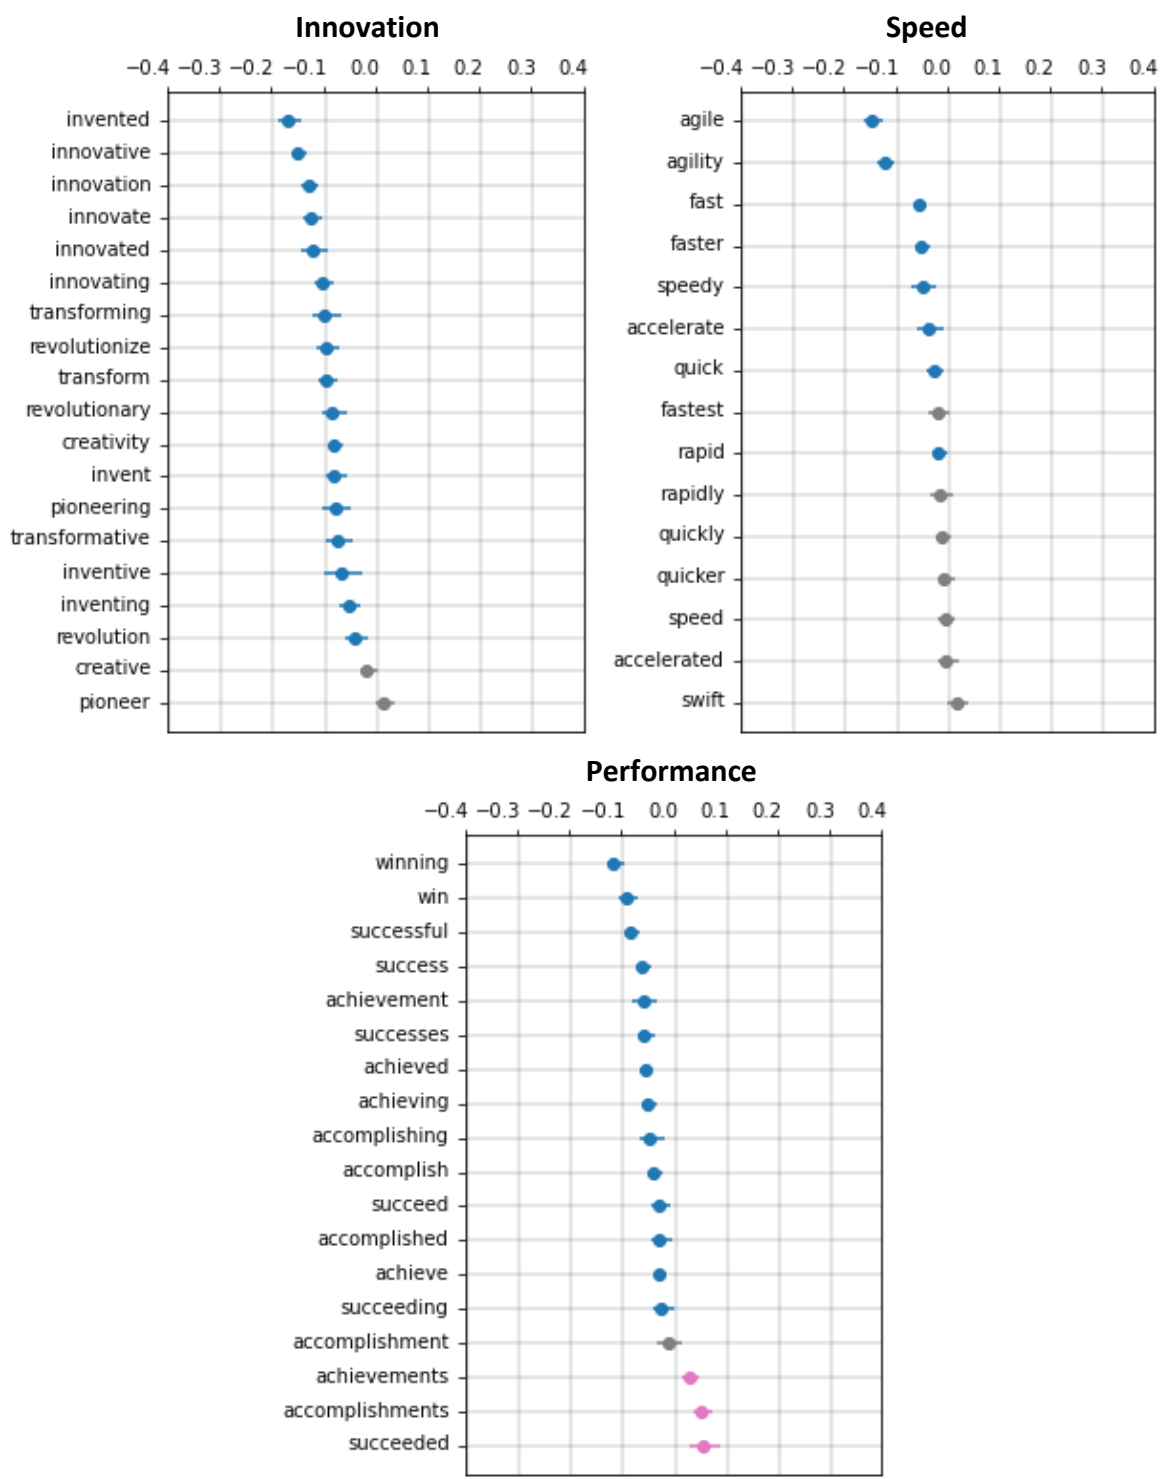 Innovation
−0.4 −0.3 −0.2 −0.1 0.0 0.1 0.2 0.3 0.4
invented
innovative
innovation
innovate
innovated
innovating
transforming
revolutionize
transform
revolutionary
creativity
invent
pioneering
transformative
inventive
inventing
revolution
creative
pioneer
Speed
−0.4 −0.3 −0.2 −0.1 0.0 0.1 0.2 0.3 0.4
agile
agility
fast
faster
speedy
accelerate
quick
fastest
rapid
rapidly
quickly
quicker
speed
accelerated
swift
Performance
−0.4 −0.3 −0.2 −0.1 0.0 0.1 0.2 0.3 0.4
winning
win
successful
success
achievement
successes
achieved
achieving
accomplishing
accomplish
succeed
accomplished
achieve
succeeding
accomplishment
achievements
accomplishments
succeeded